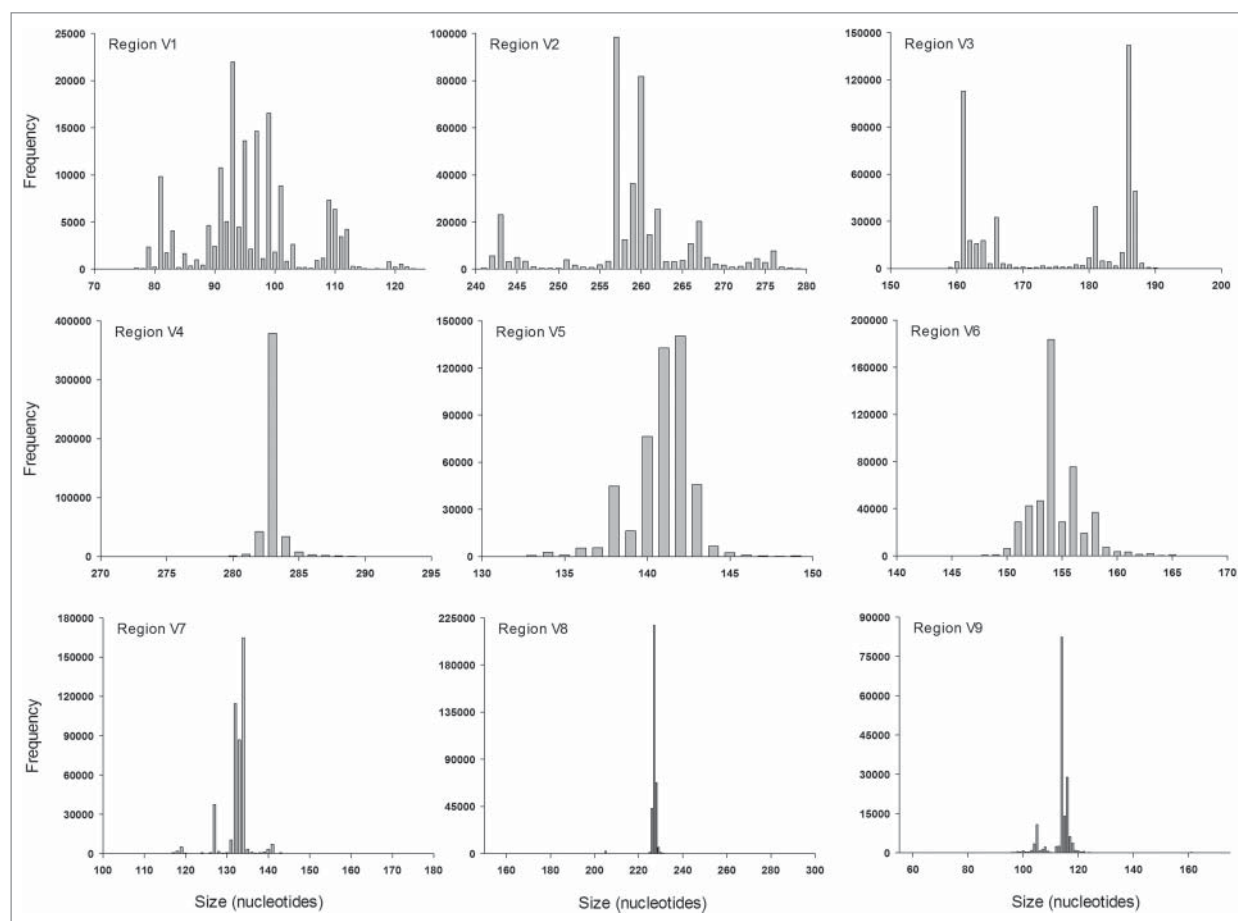 Region V1
Region V2
Region V3
25000
20000
15000
10000
5000
0
70 80 90 100 110 120
100000
80000
60000
40000
20000
0
240 245 250 255 260 265 270 275 280
150000
120000
90000
60000
30000
0
150 160 170 180 190 200
Frequency
Region V4
Region V5
Region V6
400000
300000
200000
100000
0
270 275 280 285 290 295
150000
120000
90000
60000
30000
0
130 135 140 145 150
200000
160000
120000
80000
40000
0
140 145 150 155 160 165 170
Frequency
Region V7
Region V8
Region V9
180000
150000
120000
90000
60000
30000
0
100 110 120 130 140 150 160 170 180
225000
180000
135000
90000
45000
0
160 180 200 220 240 260 280 300
90000
75000
60000
45000
30000
15000
0
60 80 100 120 140 160
Frequency
Size (nucleotides)
Size (nucleotides)
Size (nucleotides)